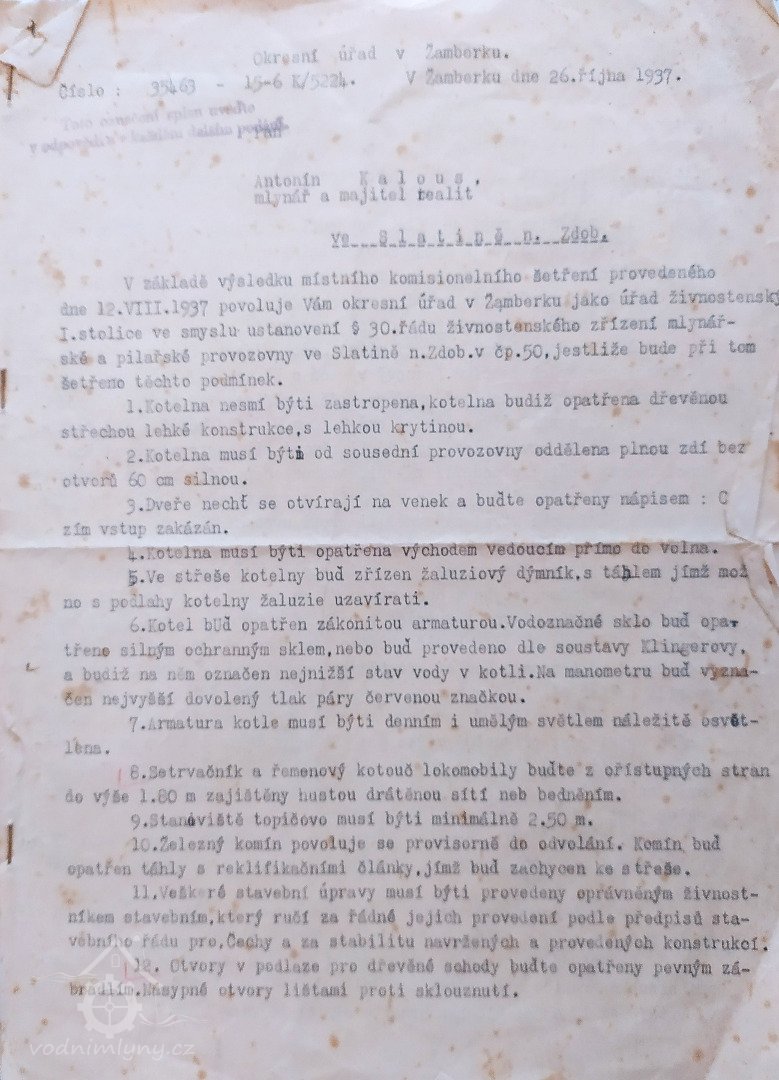 Okresní úřad v Žamberku.
Číslo : 35463 - 15-6 K/5224. V Žamberku dne 26.října 1937.
Toto označení spisu uveďte
v odpovědi a v každém dalším podání.
Pan
Antonín Kalous,
mlynář a majitel realit
ve Slatině n. Zdob.
V základě výsledku místního komisionelního šetření provedeného
dne 12.VIII.1937 povoluje Vám okresní úřad v Žamberku jako úřad živnostenský
I.stolice ve smyslu ustanovení § 30.řádu živnostenského zřízení mlynář-
ské a pilařské provozovny ve Slatině n.Zdob.v čp.50,jestliže bude při tom
šetřeno těchto podmínek.
1.Kotelna nesmí býti zastropena,kotelna budiž opatřena dřevěnou
střechou lehké konstrukce,s lehkou krytinou.
2.Kotelna musí býti od sousední provozovny oddělena plnou zdí bez
otvorů 60 cm silnou.
3.Dveře nechť se otvírají na venek a buďte opatřeny nápisem : C
zím vstup zakázán.
4.Kotelna musí býti opatřena východem vedoucím přímo do volna.
5.Ve střeše kotelny buď zřízen žaluziový dýmník,s táhlem jímž mož
no s podlahy kotelny žaluzie uzavírati.
6.Kotel bUď opatřen zákonitou armaturou.Vodoznačné sklo buď opa-
třene silným ochranným sklem,nebo buď provedeno dle soustavy Klingerovy,
a budiž na něm označen nejnižší stav vody v kotli.Na manometru buď vyzna-
čen nejvyšší dovolený tlak páry červenou značkou.
7.Armatura kotle musí býti denním i umělým světlem náležitě osvět-
lena.
8.Setrvačník a řemenový kotouč lokomobily buďte z přístupných stran
do výše 1.80 m zajištěny hustou drátěnou sítí neb bedněním.
9.Stanoviště topičovo musí býti minimálně 2.50 m.
10.Železný komín povoluje se provisorně do odvolání. Komín buď
opatřen táhly s reklifikačními články,jímž buď zachycen ke střeše.
11.Veškeré stavební úpravy musí býti provedeny oprávněným živnost-
níkem stavebním,který ručí za řádné jejich provedení podle předpisů sta-
vebního řádu pro,Čechy a za stabilitu navržených a provedených konstrukcí.
12. Otvory v podlaze pro dřevěné schody buďte opatřeny pevným zá-
bradlím.Násypné otvory lištami proti sklouznutí.
vodnimlyny.cz